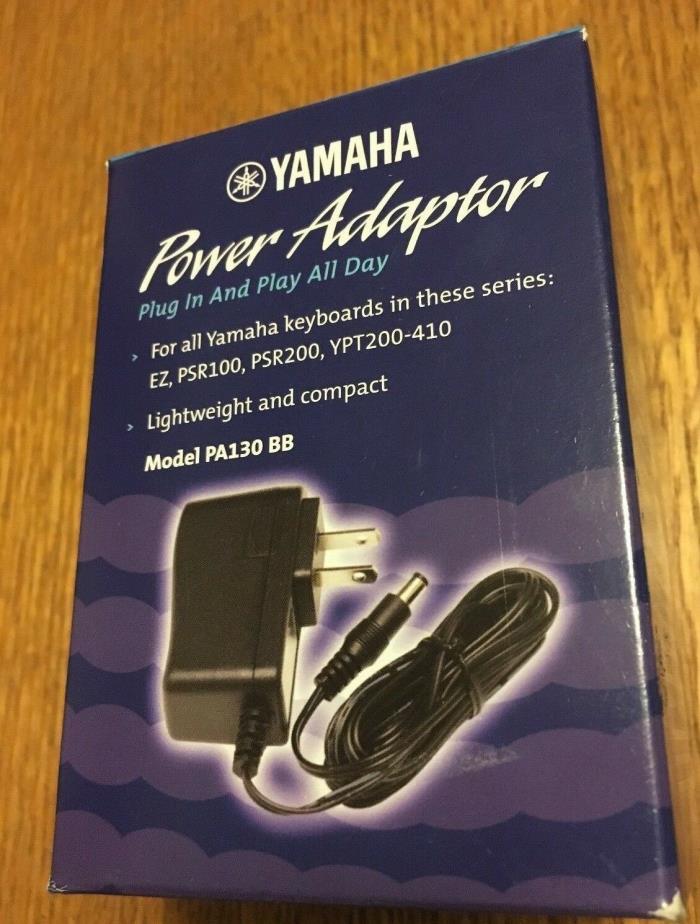 YAMAHA
Power Adaptor
Plug In And Play All Day
› For all Yamaha keyboards in these series:
EZ, PSR100, PSR200, YPT200-410
› Lightweight and compact
Model PA130 BB